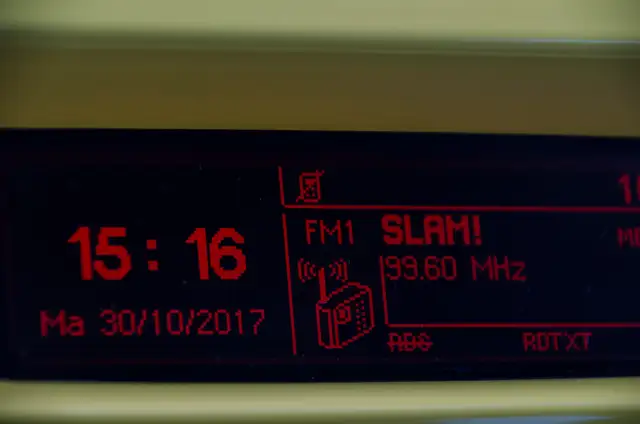 15:16
Ma 30/10/2017
FM1 SLAM!
99.60 MHz
RDS RDTXT